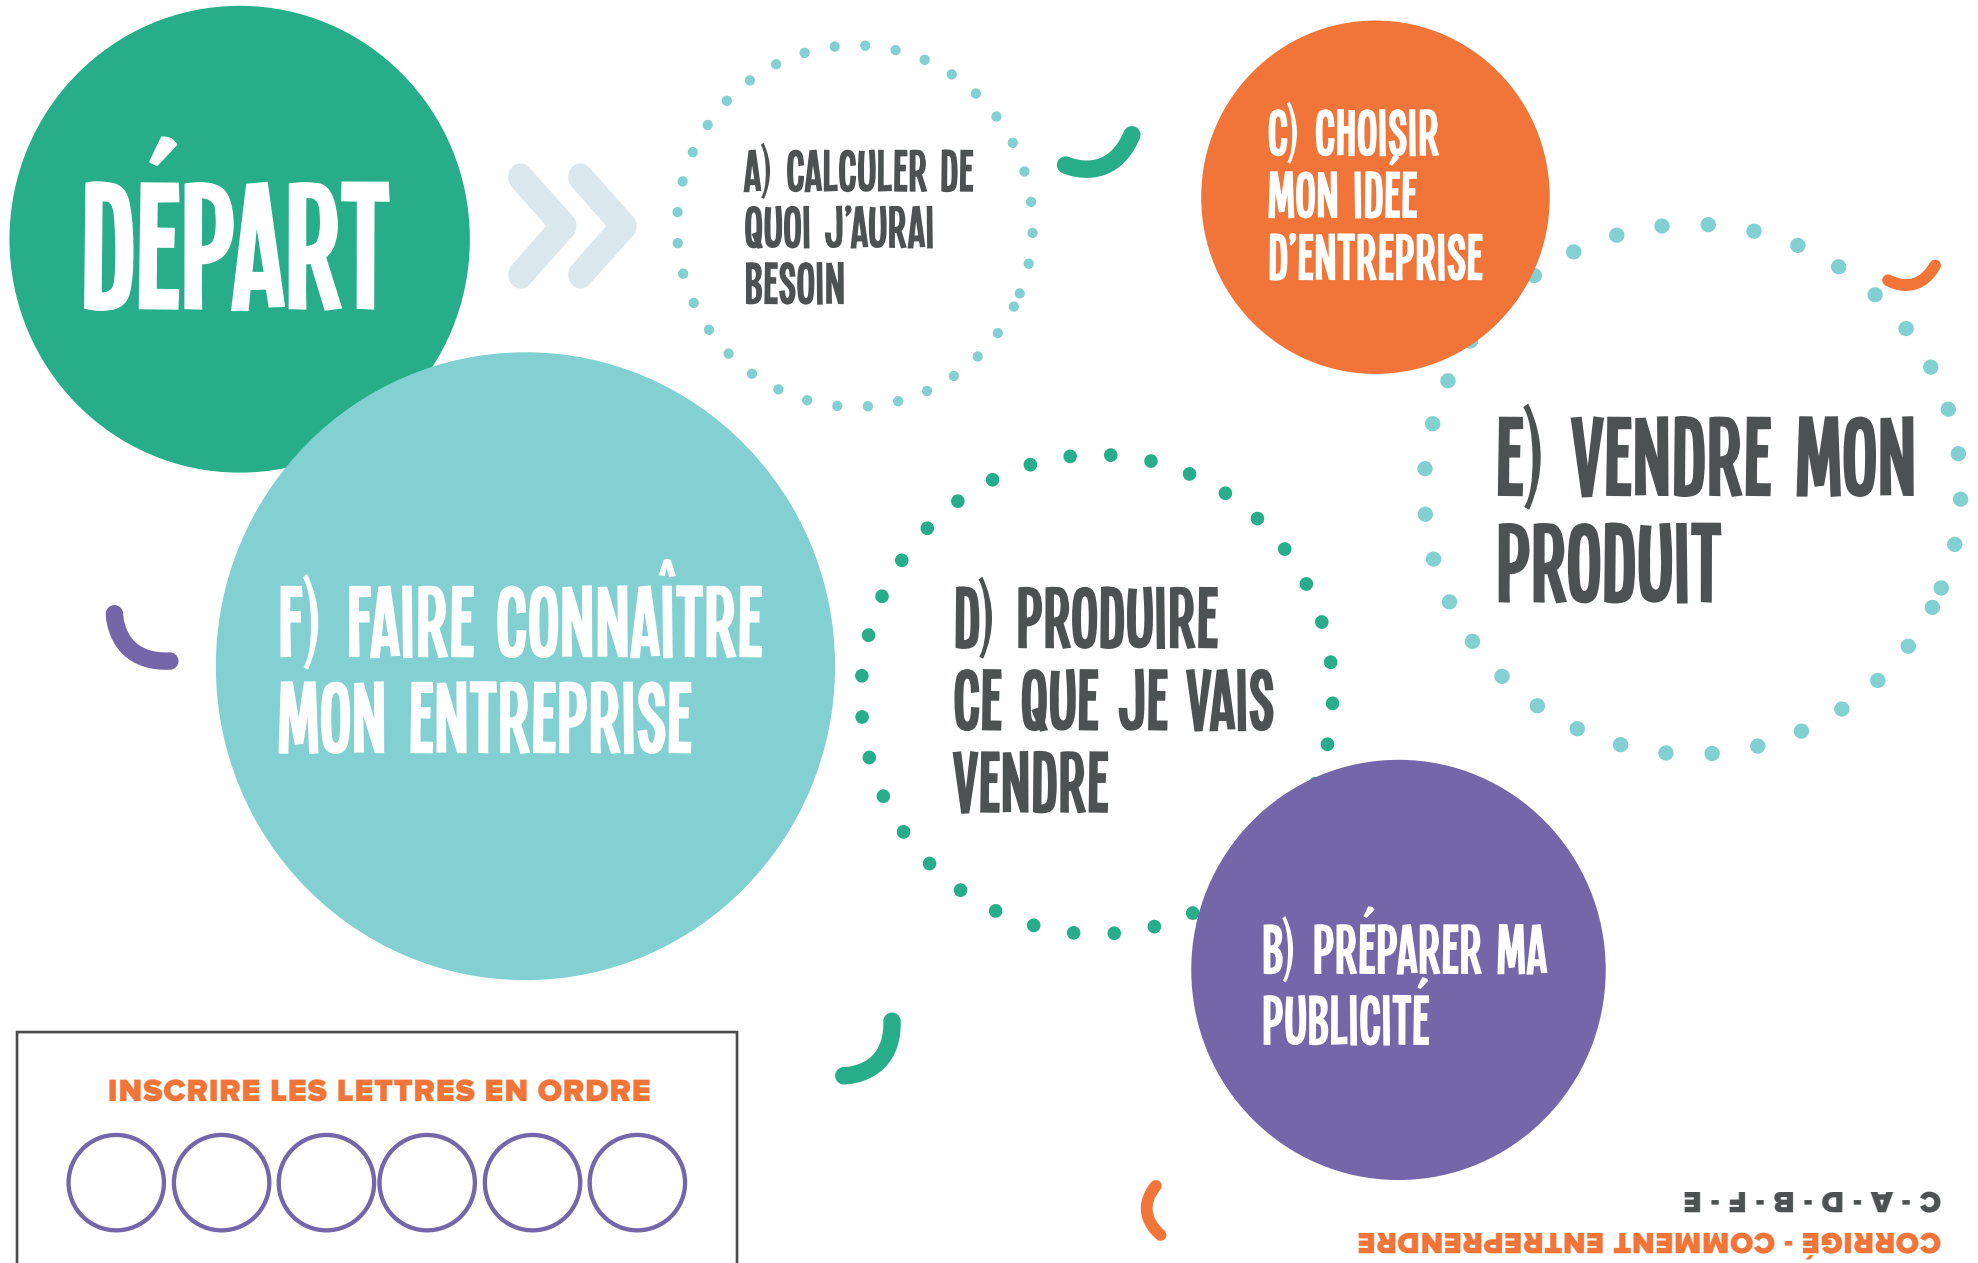 DÉPART
A) CALCULER DE
QUOI J'AURAI
BESOIN
C) CHOISIR
MON IDÉE
D'ENTREPRISE
E) VENDRE MON
PRODUIT
F) FAIRE CONNAÎTRE
MON ENTREPRISE
D) PRODUIRE
CE QUE JE VAIS
VENDRE
B) PRÉPARER MA
PUBLICITÉ
INSCRIRE LES LETTRES EN ORDRE
CORRIGÉ - COMMENT ENTREPRENDRE
C - A - D - B - F - E